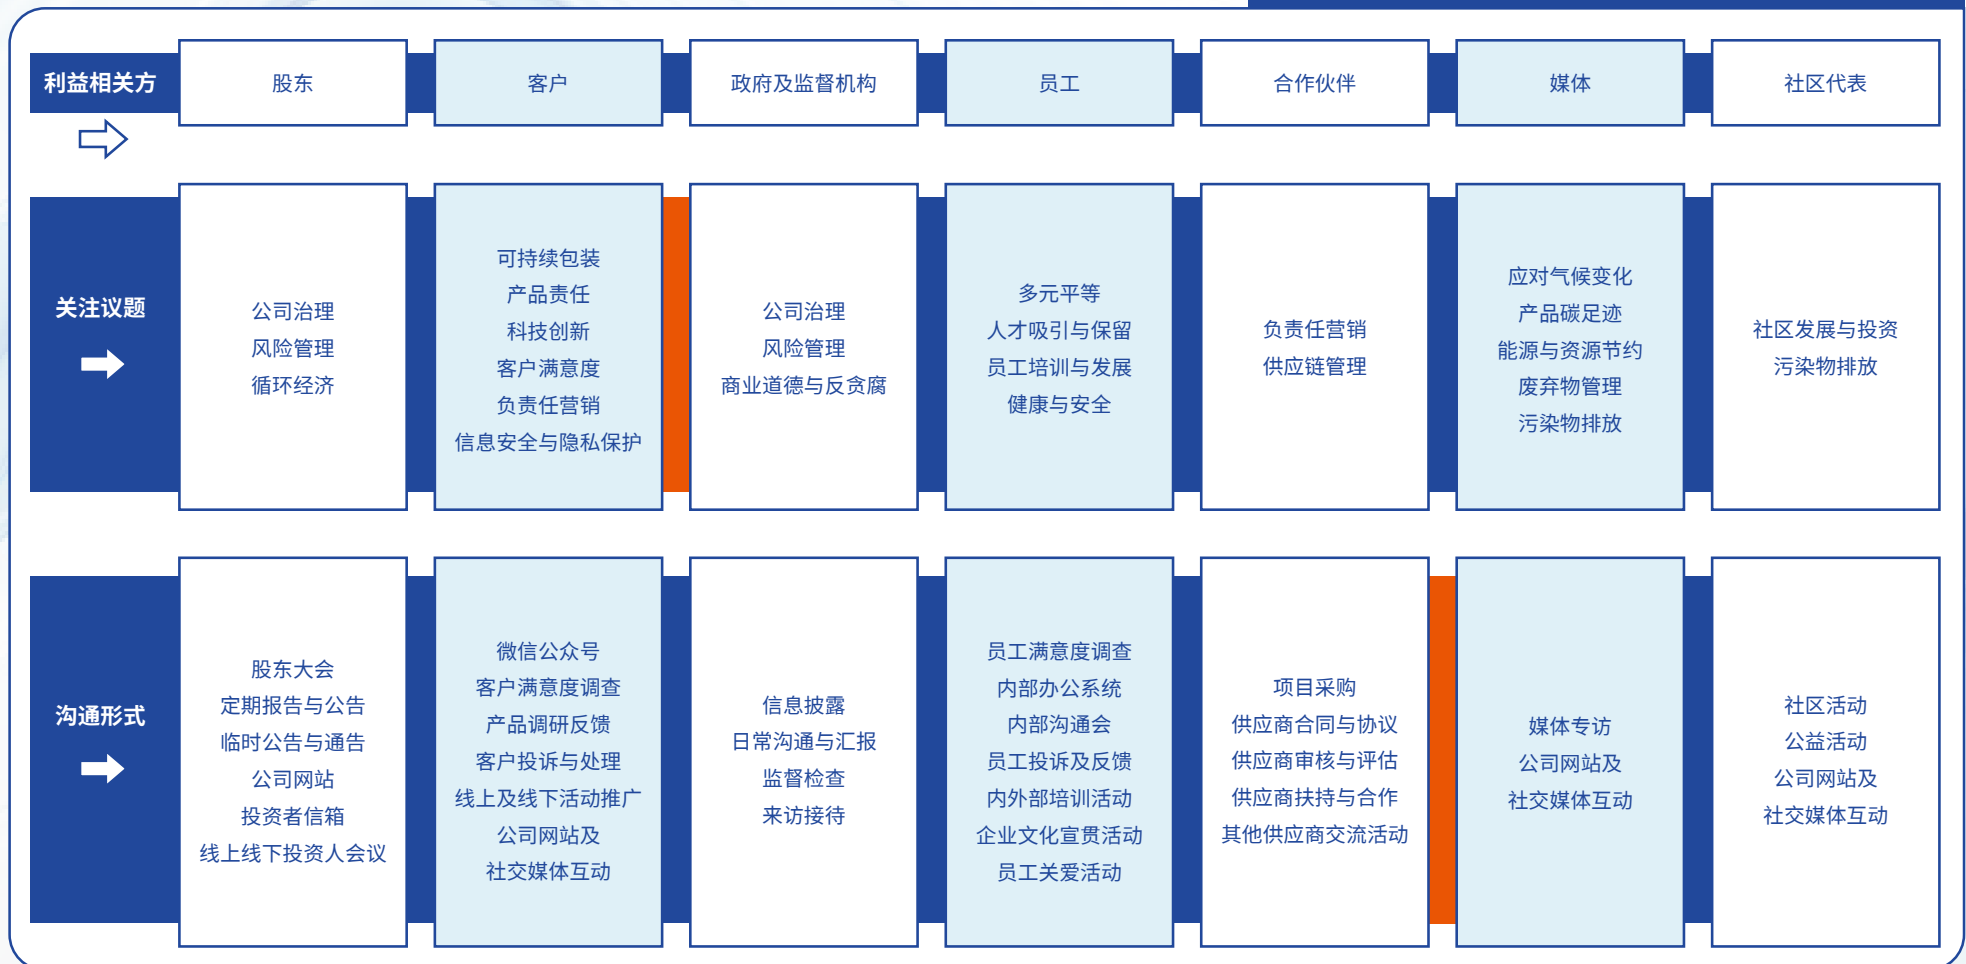 利益相关方
股东
客户
政府及监督机构
员工
合作伙伴
媒体
社区代表
关注议题
公司治理
风险管理
循环经济
可持续包装
产品责任
科技创新
客户满意度
负责任营销
信息安全与隐私保护
公司治理
风险管理
商业道德与反贪腐
多元平等
人才吸引与保留
员工培训与发展
健康与安全
负责任营销
供应链管理
应对气候变化
产品碳足迹
能源与资源节约
废弃物管理
污染物排放
社区发展与投资
污染物排放
沟通形式
股东大会
定期报告与公告
临时公告与通告
公司网站
投资者信箱
线上线下投资人会议
微信公众号
客户满意度调查
产品调研反馈
客户投诉与处理
线上及线下活动推广
公司网站及
社交媒体互动
信息披露
日常沟通与汇报
监督检查
来访接待
员工满意度调查
内部办公系统
内部沟通会
员工投诉及反馈
内外部培训活动
企业文化宣贯活动
员工关爱活动
项目采购
供应商合同与协议
供应商审核与评估
供应商扶持与合作
其他供应商交流活动
媒体专访
公司网站及
社交媒体互动
社区活动
公益活动
公司网站及
社交媒体互动